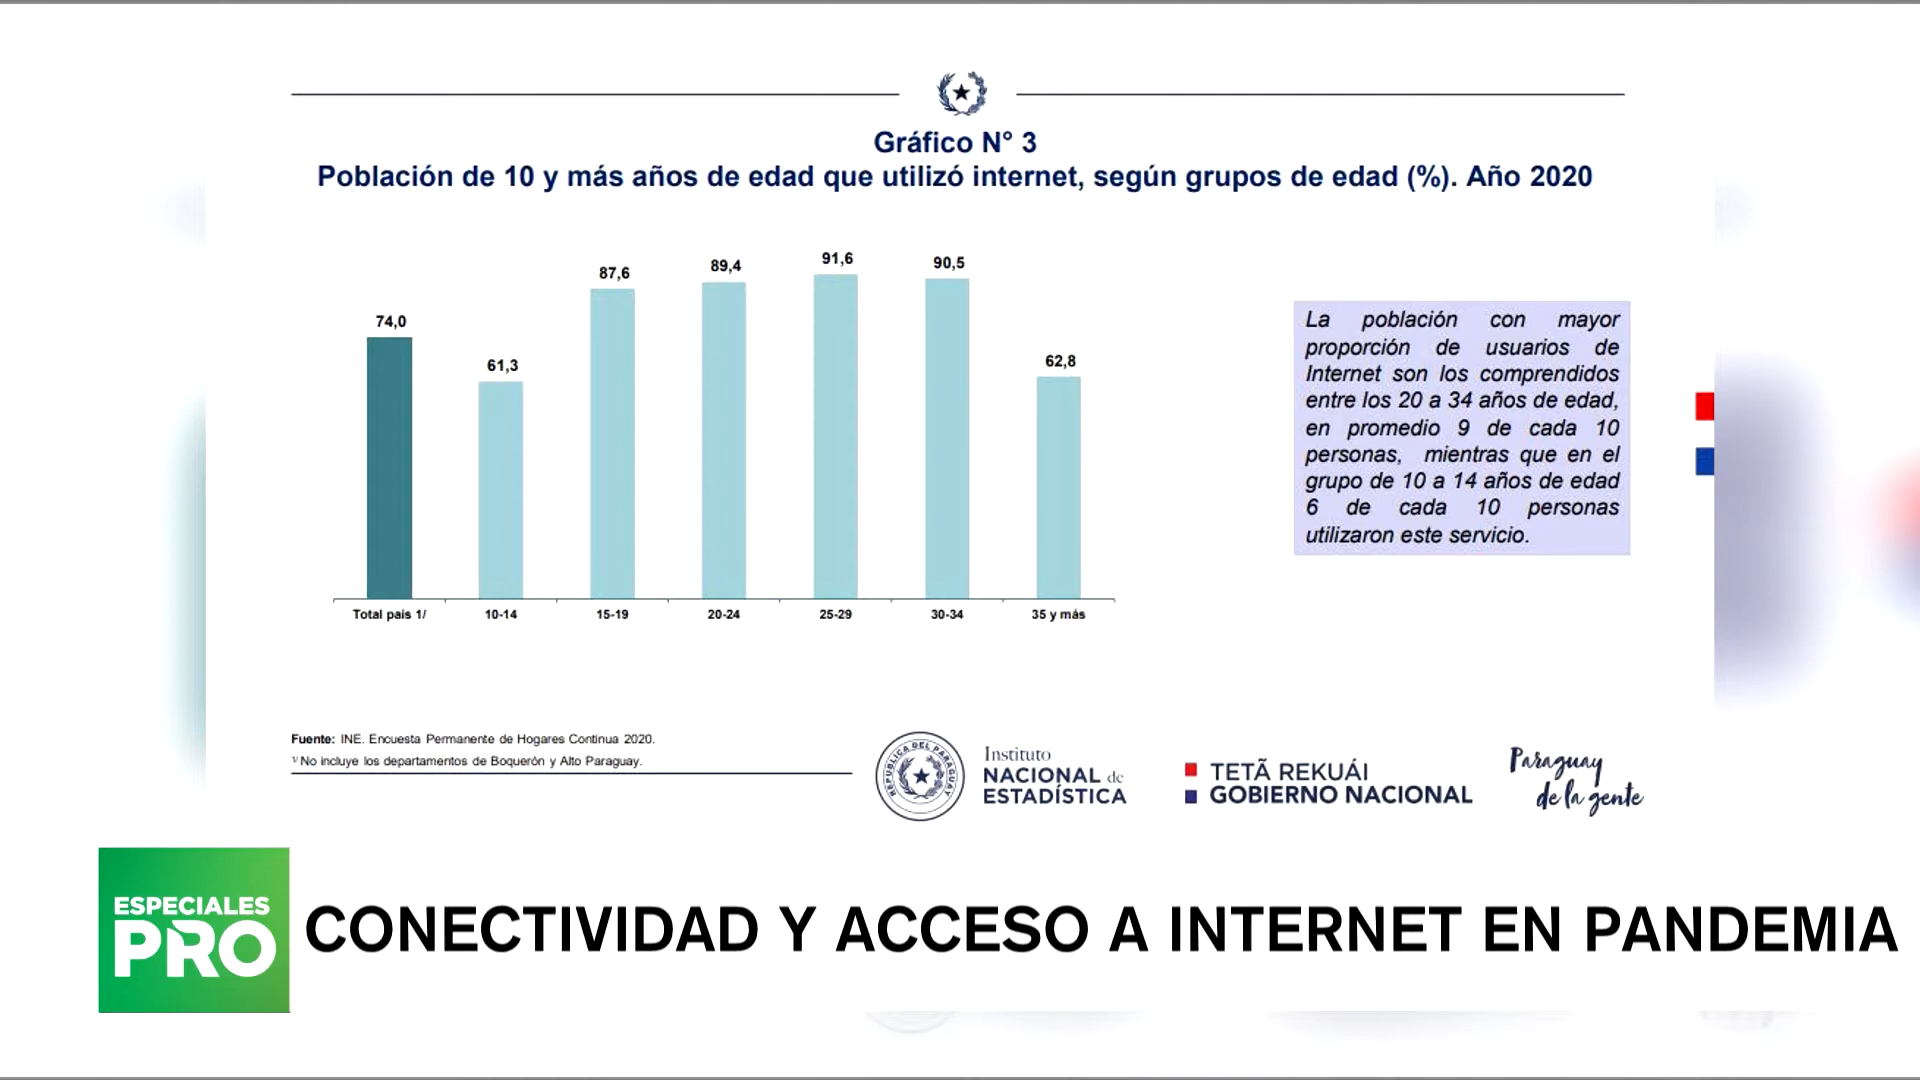 Gráfico N° 3
Población de 10 y más años de edad que utilizó internet, según grupos de edad (%). Año 2020
74,0
61,3
87,6
89,4
91,6
90,5
62,8
Total país 1/
10-14
15-19
20-24
25-29
30-34
35 y más
La población con mayor
proporción de usuarios de
Internet son los comprendidos
entre los 20 a 34 años de edad,
en promedio 9 de cada 10
personas, mientras que en el
grupo de 10 a 14 años de edad
6 de cada 10 personas
utilizaron este servicio.
Fuente: INE. Encuesta Permanente de Hogares Continua 2020.
1/ No incluye los departamentos de Boquerón y Alto Paraguay.
REPUBLICA DEL PARAGUAY
Instituto
NACIONAL de
ESTADÍSTICA
TETÃ REKUÁI
GOBIERNO NACIONAL
Paraguay
de la gente
ESPECIALES
PRO
CONECTIVIDAD Y ACCESO A INTERNET EN PANDEMIA